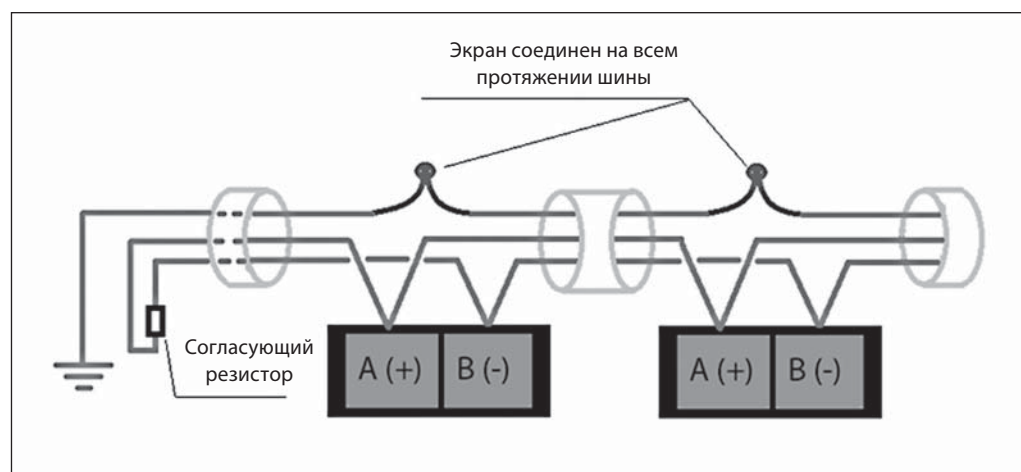 Экран соединен на всем
протяжении шины
Согласующий
резистор
A (+) B (-)
A (+) B (-)